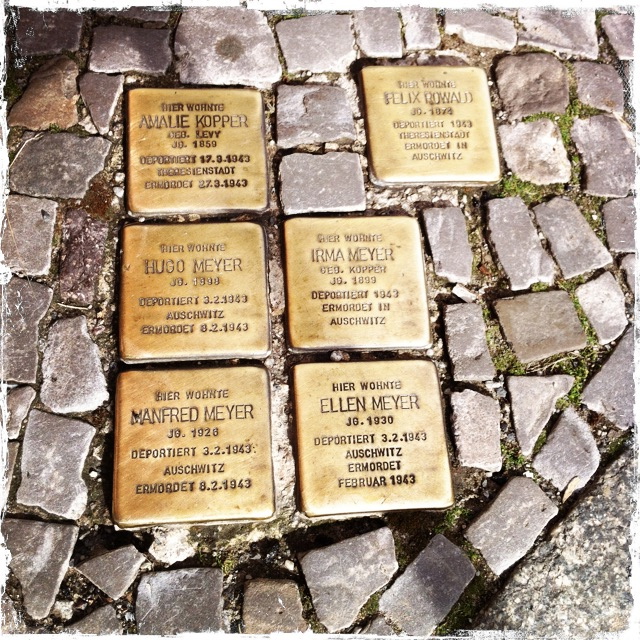 HIER WOHNTE
AMALIE KOPPER
GEB. LEVY
JG. 1859
DEPORTIERT 17.3.1943
THERESIENSTADT
ERMORDET 27.9.1943
HIER WOHNTE
FELIX ROWALD
JG. 1874
DEPORTIERT 1943
THERESIENSTADT
ERMORDET IN
AUSCHWITZ
HIER WOHNTE
HUGO MEYER
JG. 1898
DEPORTIERT 3.2.1943
AUSCHWITZ
ERMORDET 8.2.1943
HIER WOHNTE
IRMA MEYER
GEB. KOPPER
JG. 1899
DEPORTIERT 1943
ERMORDET IN
AUSCHWITZ
HIER WOHNTE
MANFRED MEYER
JG. 1926
DEPORTIERT 3.2.1943
AUSCHWITZ
ERMORDET 8.2.1943
HIER WOHNTE
ELLEN MEYER
JG. 1930
DEPORTIERT 3.2.1943
AUSCHWITZ
ERMORDET
FEBRUAR 1943